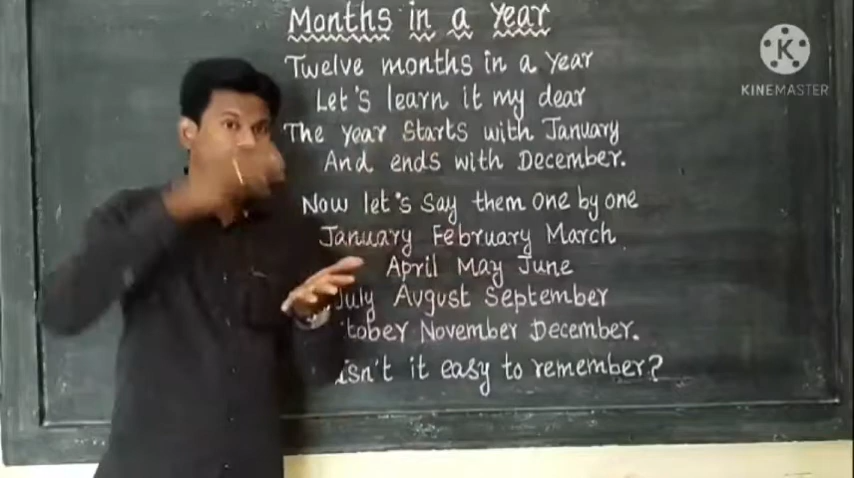 Months in a Year
Twelve months in a year
Let's learn it my dear
The year starts with January
And ends with December.
Now let's say them one by one
January February March
April May June
July August September
tober November December.
isn't it easy to remember?
K
KINEMASTER